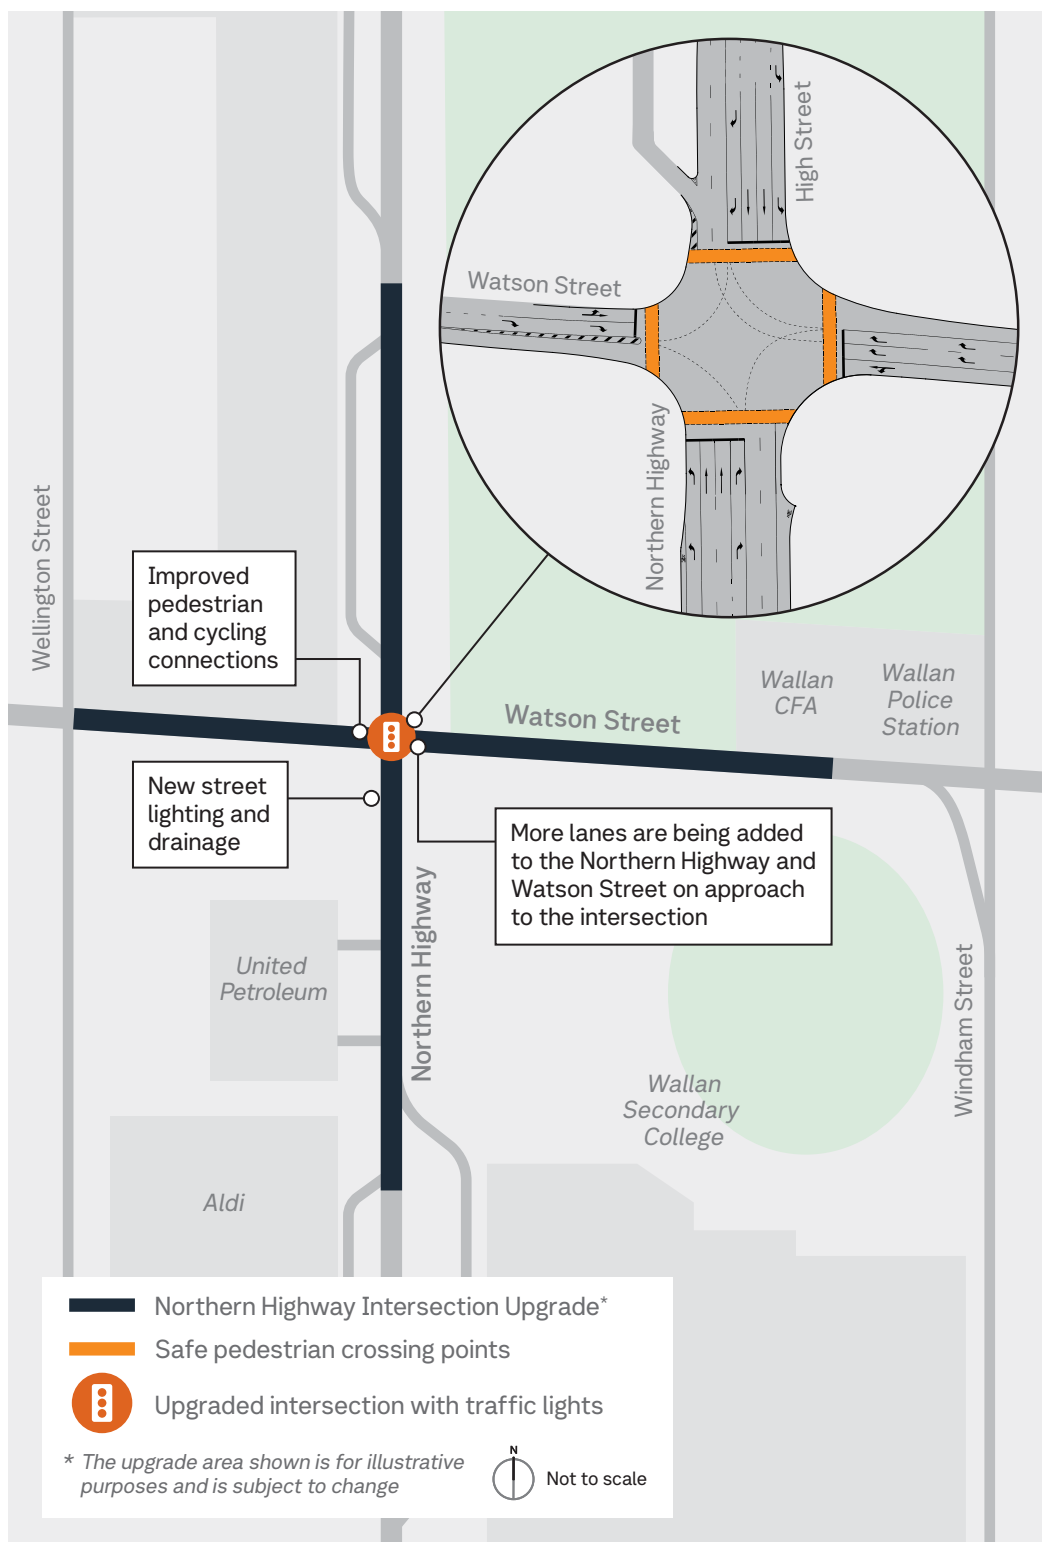 High Street
Watson Street
Northern Highway
Wellington Street
Improved
pedestrian
and cycling
connections
Wallan
CFA
Wallan
Police
Station
Watson Street
New street
lighting and
drainage
More lanes are being added
to the Northern Highway and
Watson Street on approach
to the intersection
Northern Highway
United
Petroleum
Windham Street
Wallan
Secondary
College
Aldi
Northern Highway Intersection Upgrade*
Safe pedestrian crossing points
Upgraded intersection with traffic lights
* The upgrade area shown is for illustrative
purposes and is subject to change
N
Not to scale